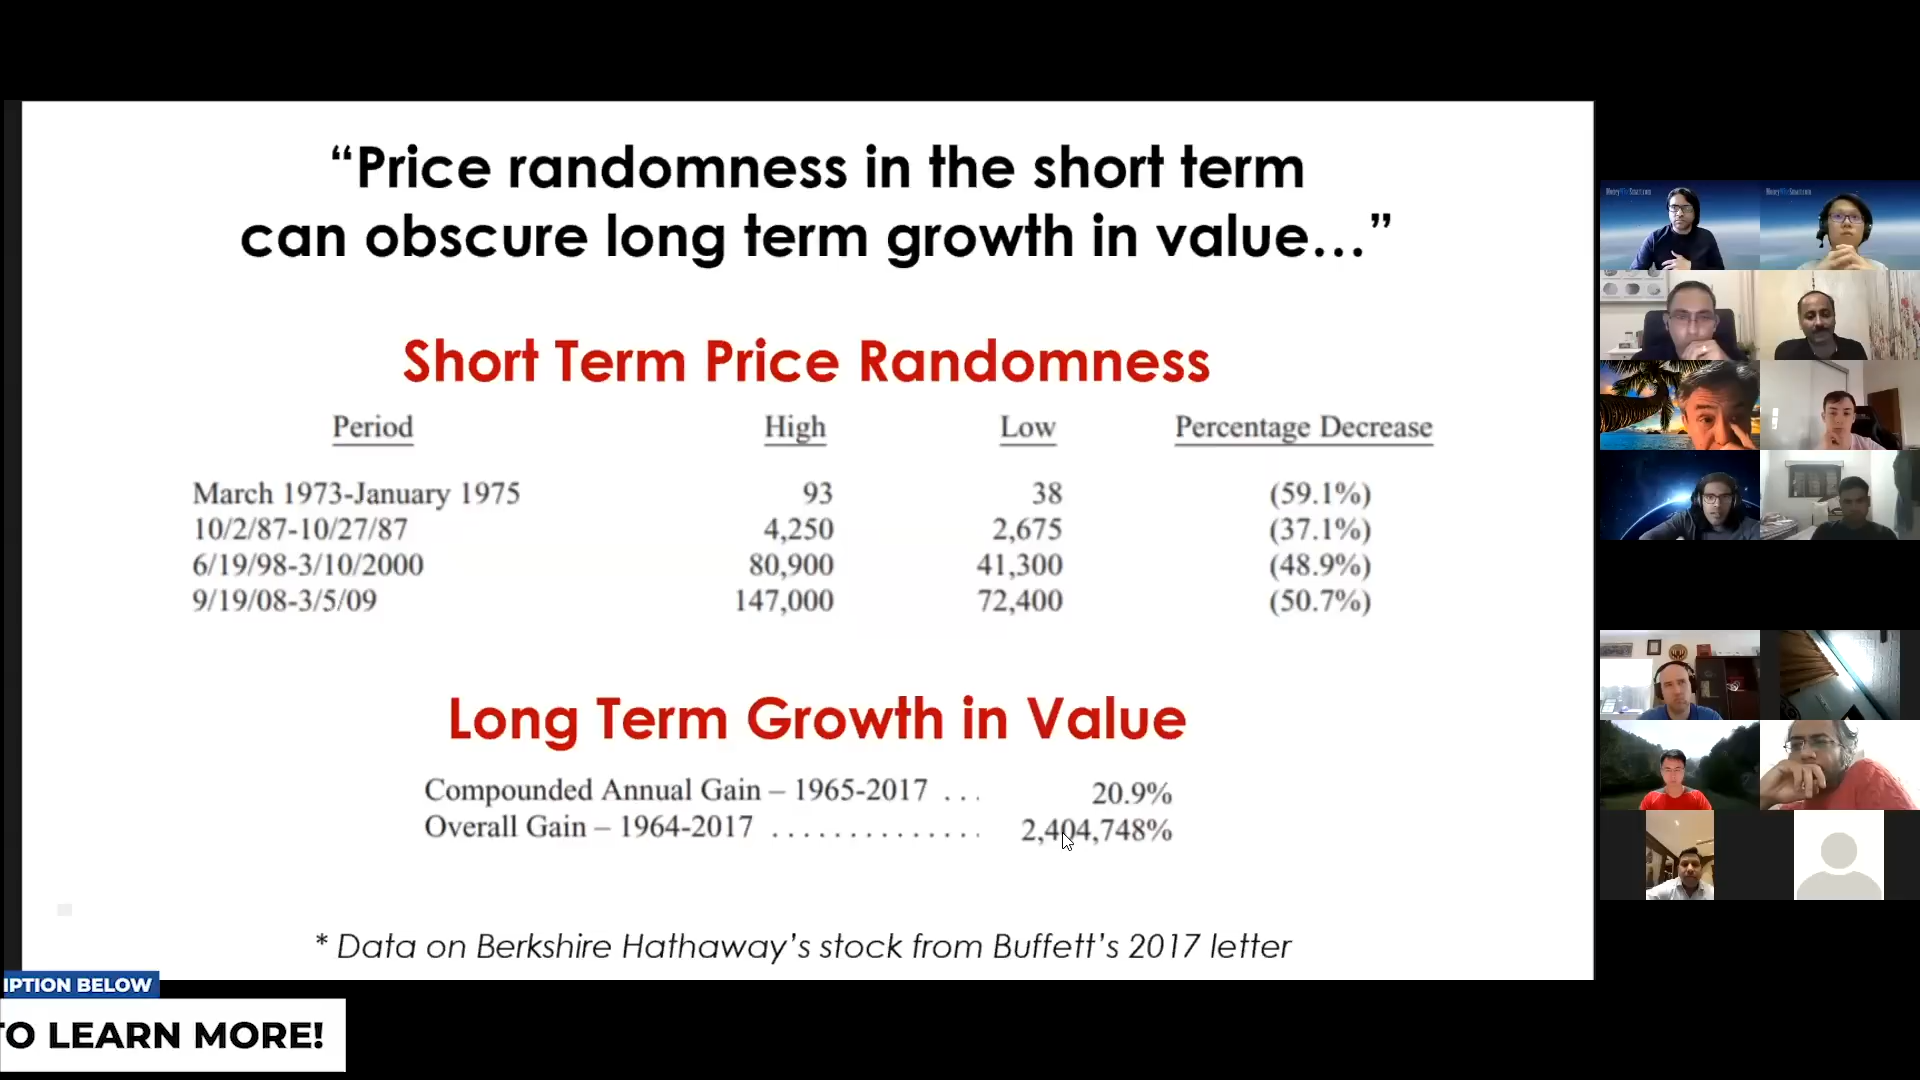 “Price randomness in the short term
can obscure long term growth in value…”
Short Term Price Randomness
Period High Low Percentage Decrease
March 1973-January 1975 93 38 (59.1%)
10/2/87-10/27/87 4,250 2,675 (37.1%)
6/19/98-3/10/2000 80,900 41,300 (48.9%)
9/19/08-3/5/09 147,000 72,400 (50.7%)
Long Term Growth in Value
Compounded Annual Gain – 1965-2017 . . . 20.9%
Overall Gain – 1964-2017 . . . . . . . . . . . . . . 2,404,748%
* Data on Berkshire Hathaway’s stock from Buffett’s 2017 letter
IPTION BELOW
TO LEARN MORE!